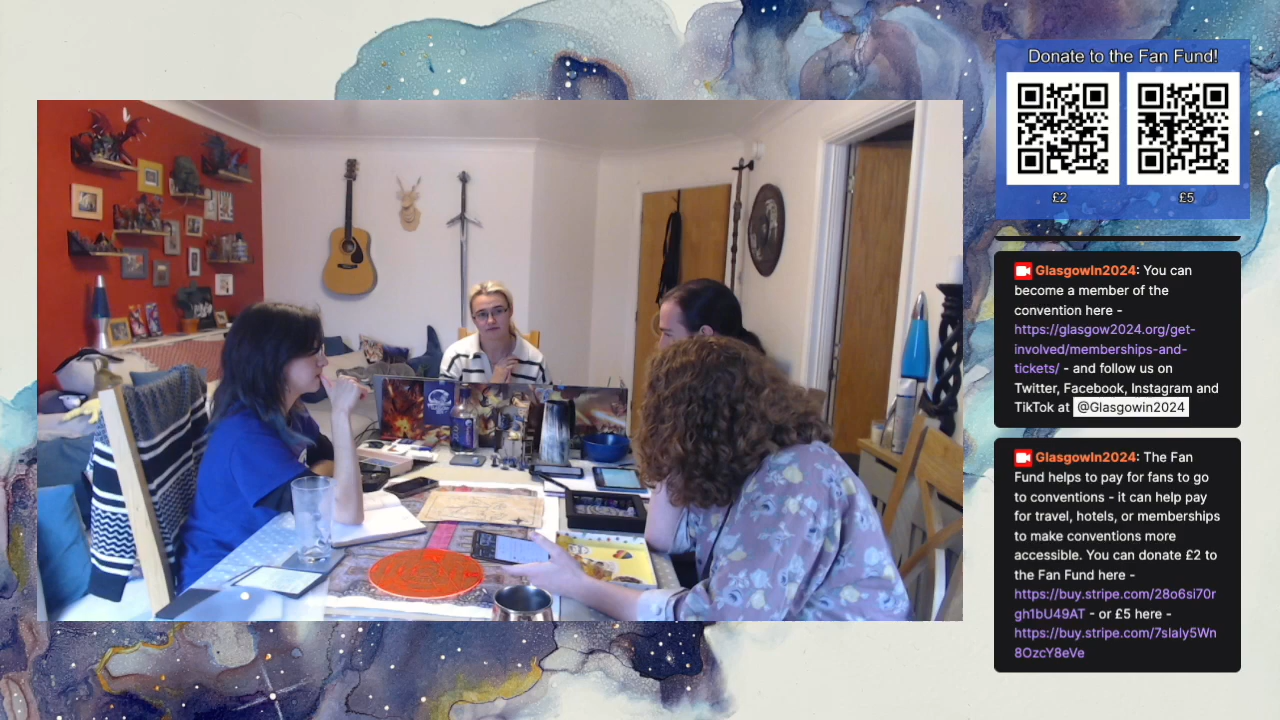 Donate to the Fan Fund!
£2
£5
GlasgowIn2024: You can
become a member of the
convention here -
https://glasgow2024.org/get-
involved/memberships-and-
tickets/ - and follow us on
Twitter, Facebook, Instagram and
TikTok at @Glasgowin2024
GlasgowIn2024: The Fan
Fund helps to pay for fans to go
to conventions - it can help pay
for travel, hotels, or memberships
to make conventions more
accessible. You can donate £2 to
the Fan Fund here -
https://buy.stripe.com/28o6si70r
gh1bU49AT - or £5 here -
https://buy.stripe.com/7sIaIy5Wn
8OzcY8eVe